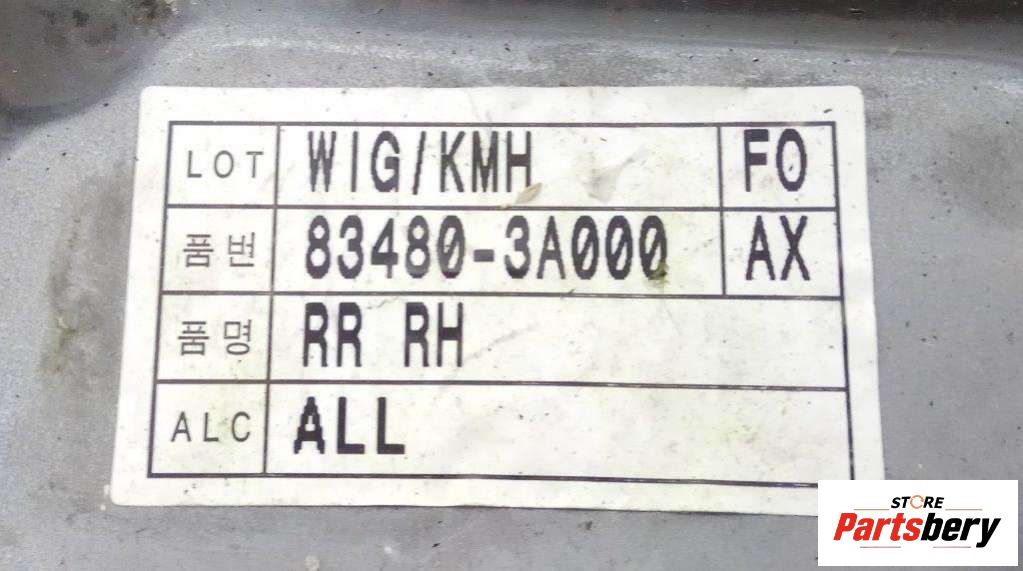 LOT WIG/KMH FO
품번 83480-3A000 AX
품명 RR RH
ALC ALL
STORE
Partsbery